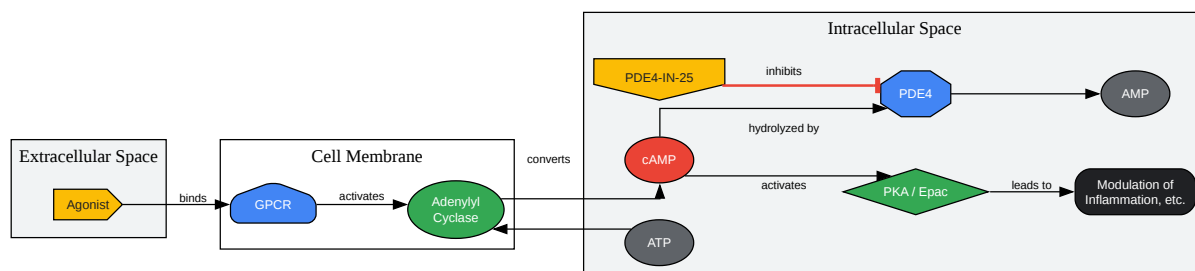 Intracellular Space
PDE4-IN-25
inhibits
PDE4
AMP
hydrolyzed by
Extracellular Space
Cell Membrane
converts
cAMP
activates
PKA / Epac
leads to
Modulation of
Inflammation, etc.
Agonist
binds
GPCR
activates
Adenylyl
Cyclase
ATP